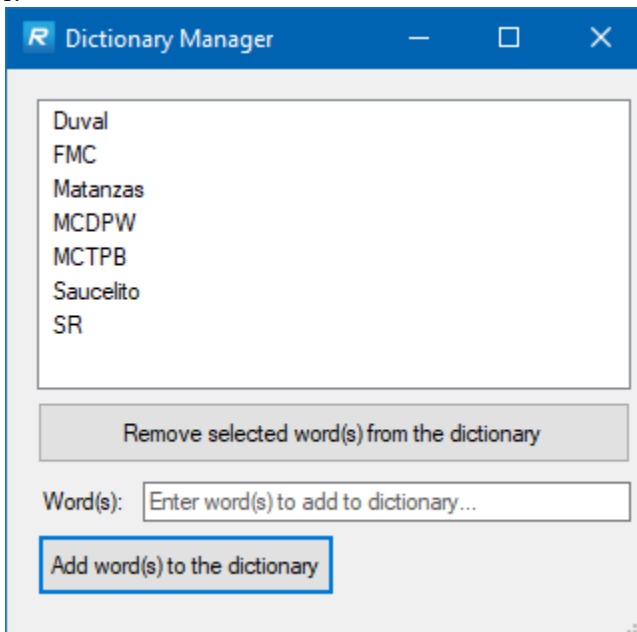 R Dictionary Manager
Duval
FMC
Matanzas
MCDPW
MCTPB
Saucelito
SR
Remove selected word(s) from the dictionary
Word(s): Enter word(s) to add to dictionary...
Add word(s) to the dictionary